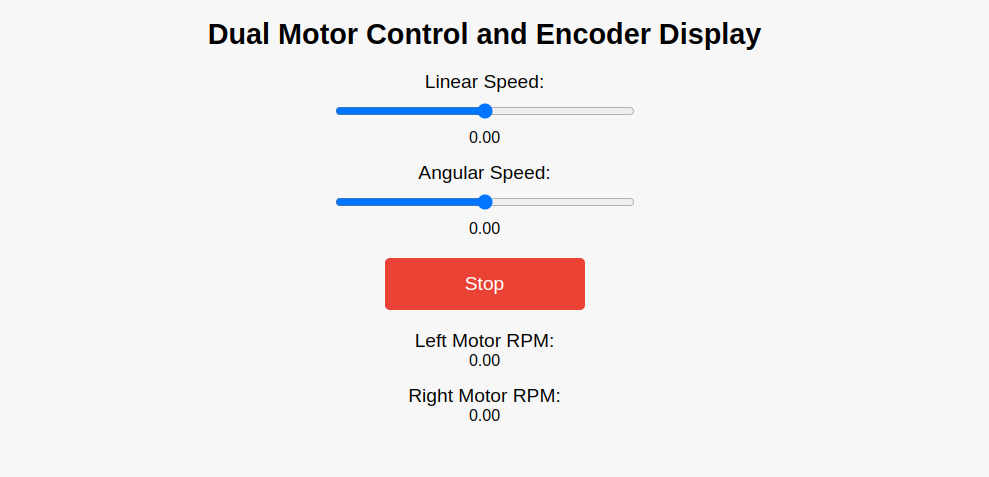 Dual Motor Control and Encoder Display
Linear Speed:
0.00
Angular Speed:
0.00
Stop
Left Motor RPM:
0.00
Right Motor RPM:
0.00